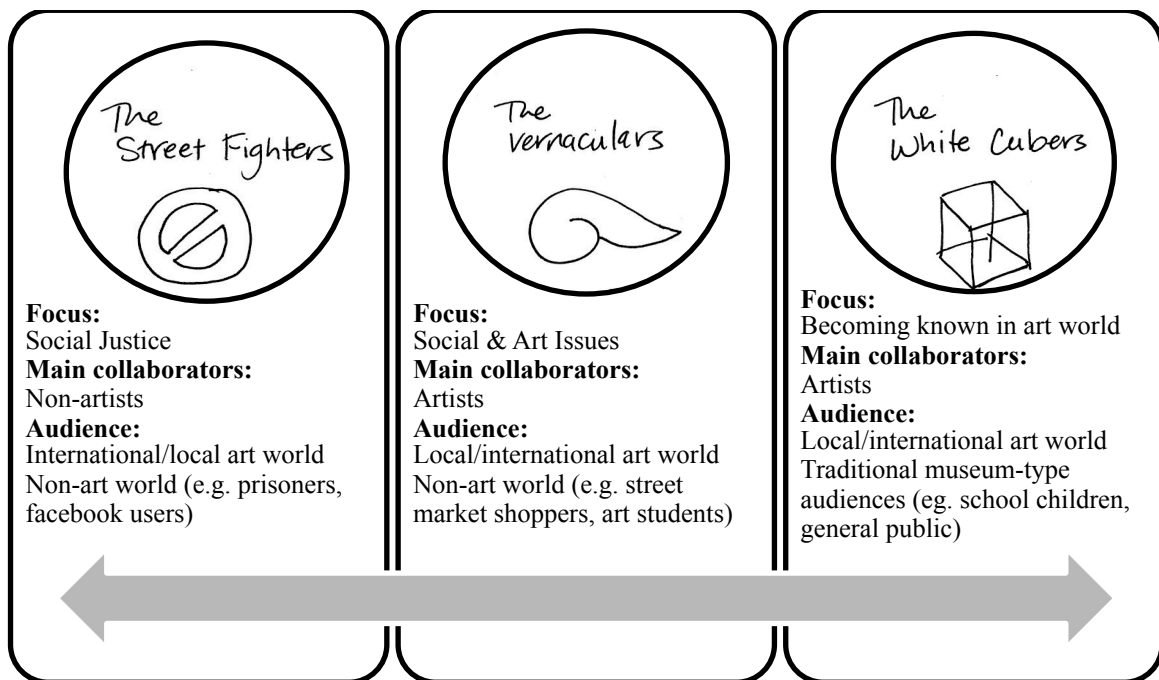 The
Street Fighters
Focus:
Social Justice
Main collaborators:
Non-artists
Audience:
International/local art world
Non-art world (e.g. prisoners,
facebook users)
The
vernaculars
Focus:
Social & Art Issues
Main collaborators:
Artists
Audience:
Local/international art world
Non-art world (e.g. street
market shoppers, art students)
The
White Cubers
Focus:
Becoming known in art world
Main collaborators:
Artists
Audience:
Local/international art world
Traditional museum-type
audiences (eg. school children,
general public)